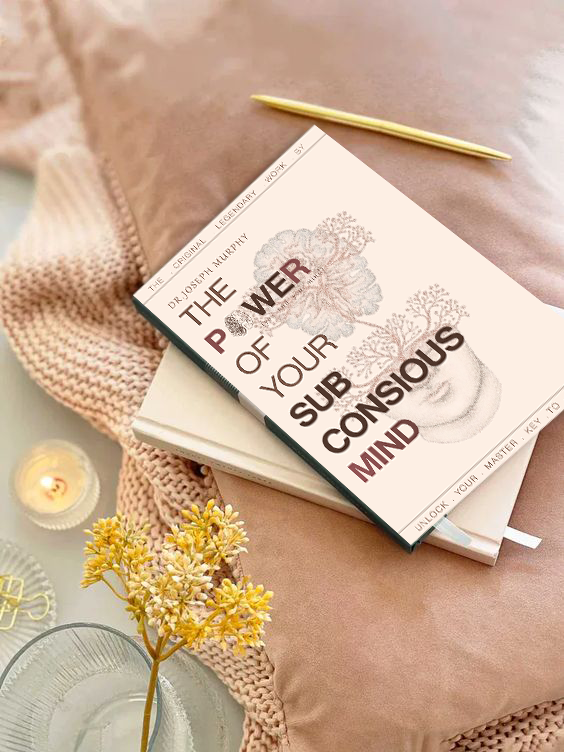 THE . ORIGINAL LEGENDARY WORK BY
DR JOSEPH MURPHY
THE
POWER
OF
YOUR
SUB
CONSIOUS
MIND
UNLOCK . YOUR . MASTER . KEY TO